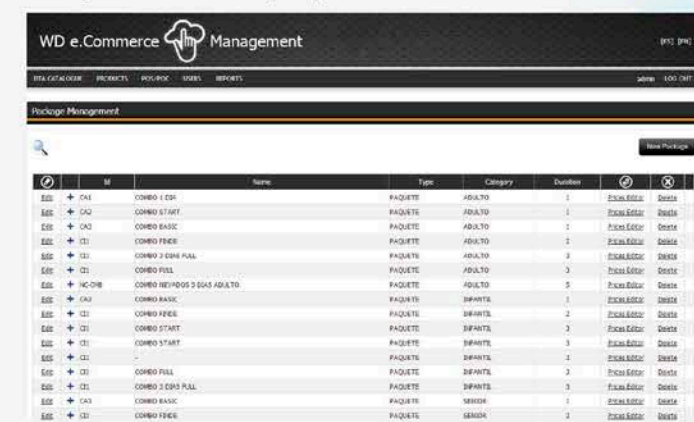 WD e.Commerce Management
[ES] [EN]
PRODUCTS POS/POC USERS REPORTS
admin LOG OUT
Package Management
New Package
Id Name Type Category Duration
Edit + CA1 COMBO 1 DIA PAQUETE ADULTO 1 Prices Editor Delete
Edit + CA2 COMBO START PAQUETE ADULTO 1 Prices Editor Delete
Edit + CA3 COMBO BASIC PAQUETE ADULTO 1 Prices Editor Delete
Edit + COMBO FINDE PAQUETE ADULTO Prices Editor Delete
Edit + COMBO 3 DIAS FULL PAQUETE ADULTO 3 Prices Editor Delete
Edit + COMBO FULL PAQUETE ADULTO 3 Prices Editor Delete
Edit + COMBO NEVADOS 5 DIAS ADULTO PAQUETE ADULTO 5 Prices Editor Delete
Edit + CA3 COMBO BASIC PAQUETE INFANTIL 1 Prices Editor Delete
Edit + COMBO FINDE PAQUETE INFANTIL 2 Prices Editor Delete
Edit + COMBO START PAQUETE INFANTIL 3 Prices Editor Delete
Edit + COMBO START PAQUETE INFANTIL 3 Prices Editor Delete
Edit + - PAQUETE INFANTIL Prices Editor Delete
Edit + COMBO FULL PAQUETE INFANTIL 3 Prices Editor Delete
Edit + COMBO 3 DIAS FULL PAQUETE INFANTIL 3 Prices Editor Delete
Edit + CA3 COMBO BASIC PAQUETE SENIOR 1 Prices Editor Delete
Edit + COMBO FINDE PAQUETE SENIOR 2 Prices Editor Delete